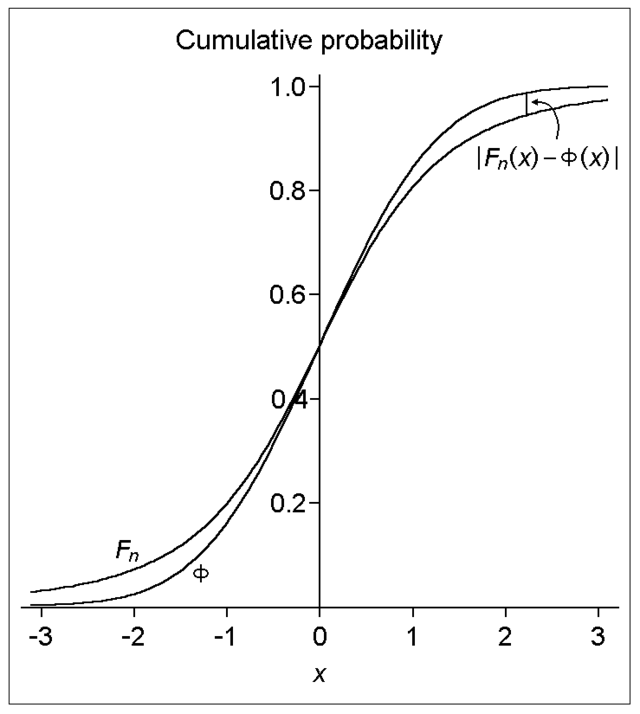 Cumulative probability
1.0
|Fn(x) – Φ(x)|
0.8
0.6
0.4
0.2
Fn
Φ
-3 -2 -1 0 1 2 3
x